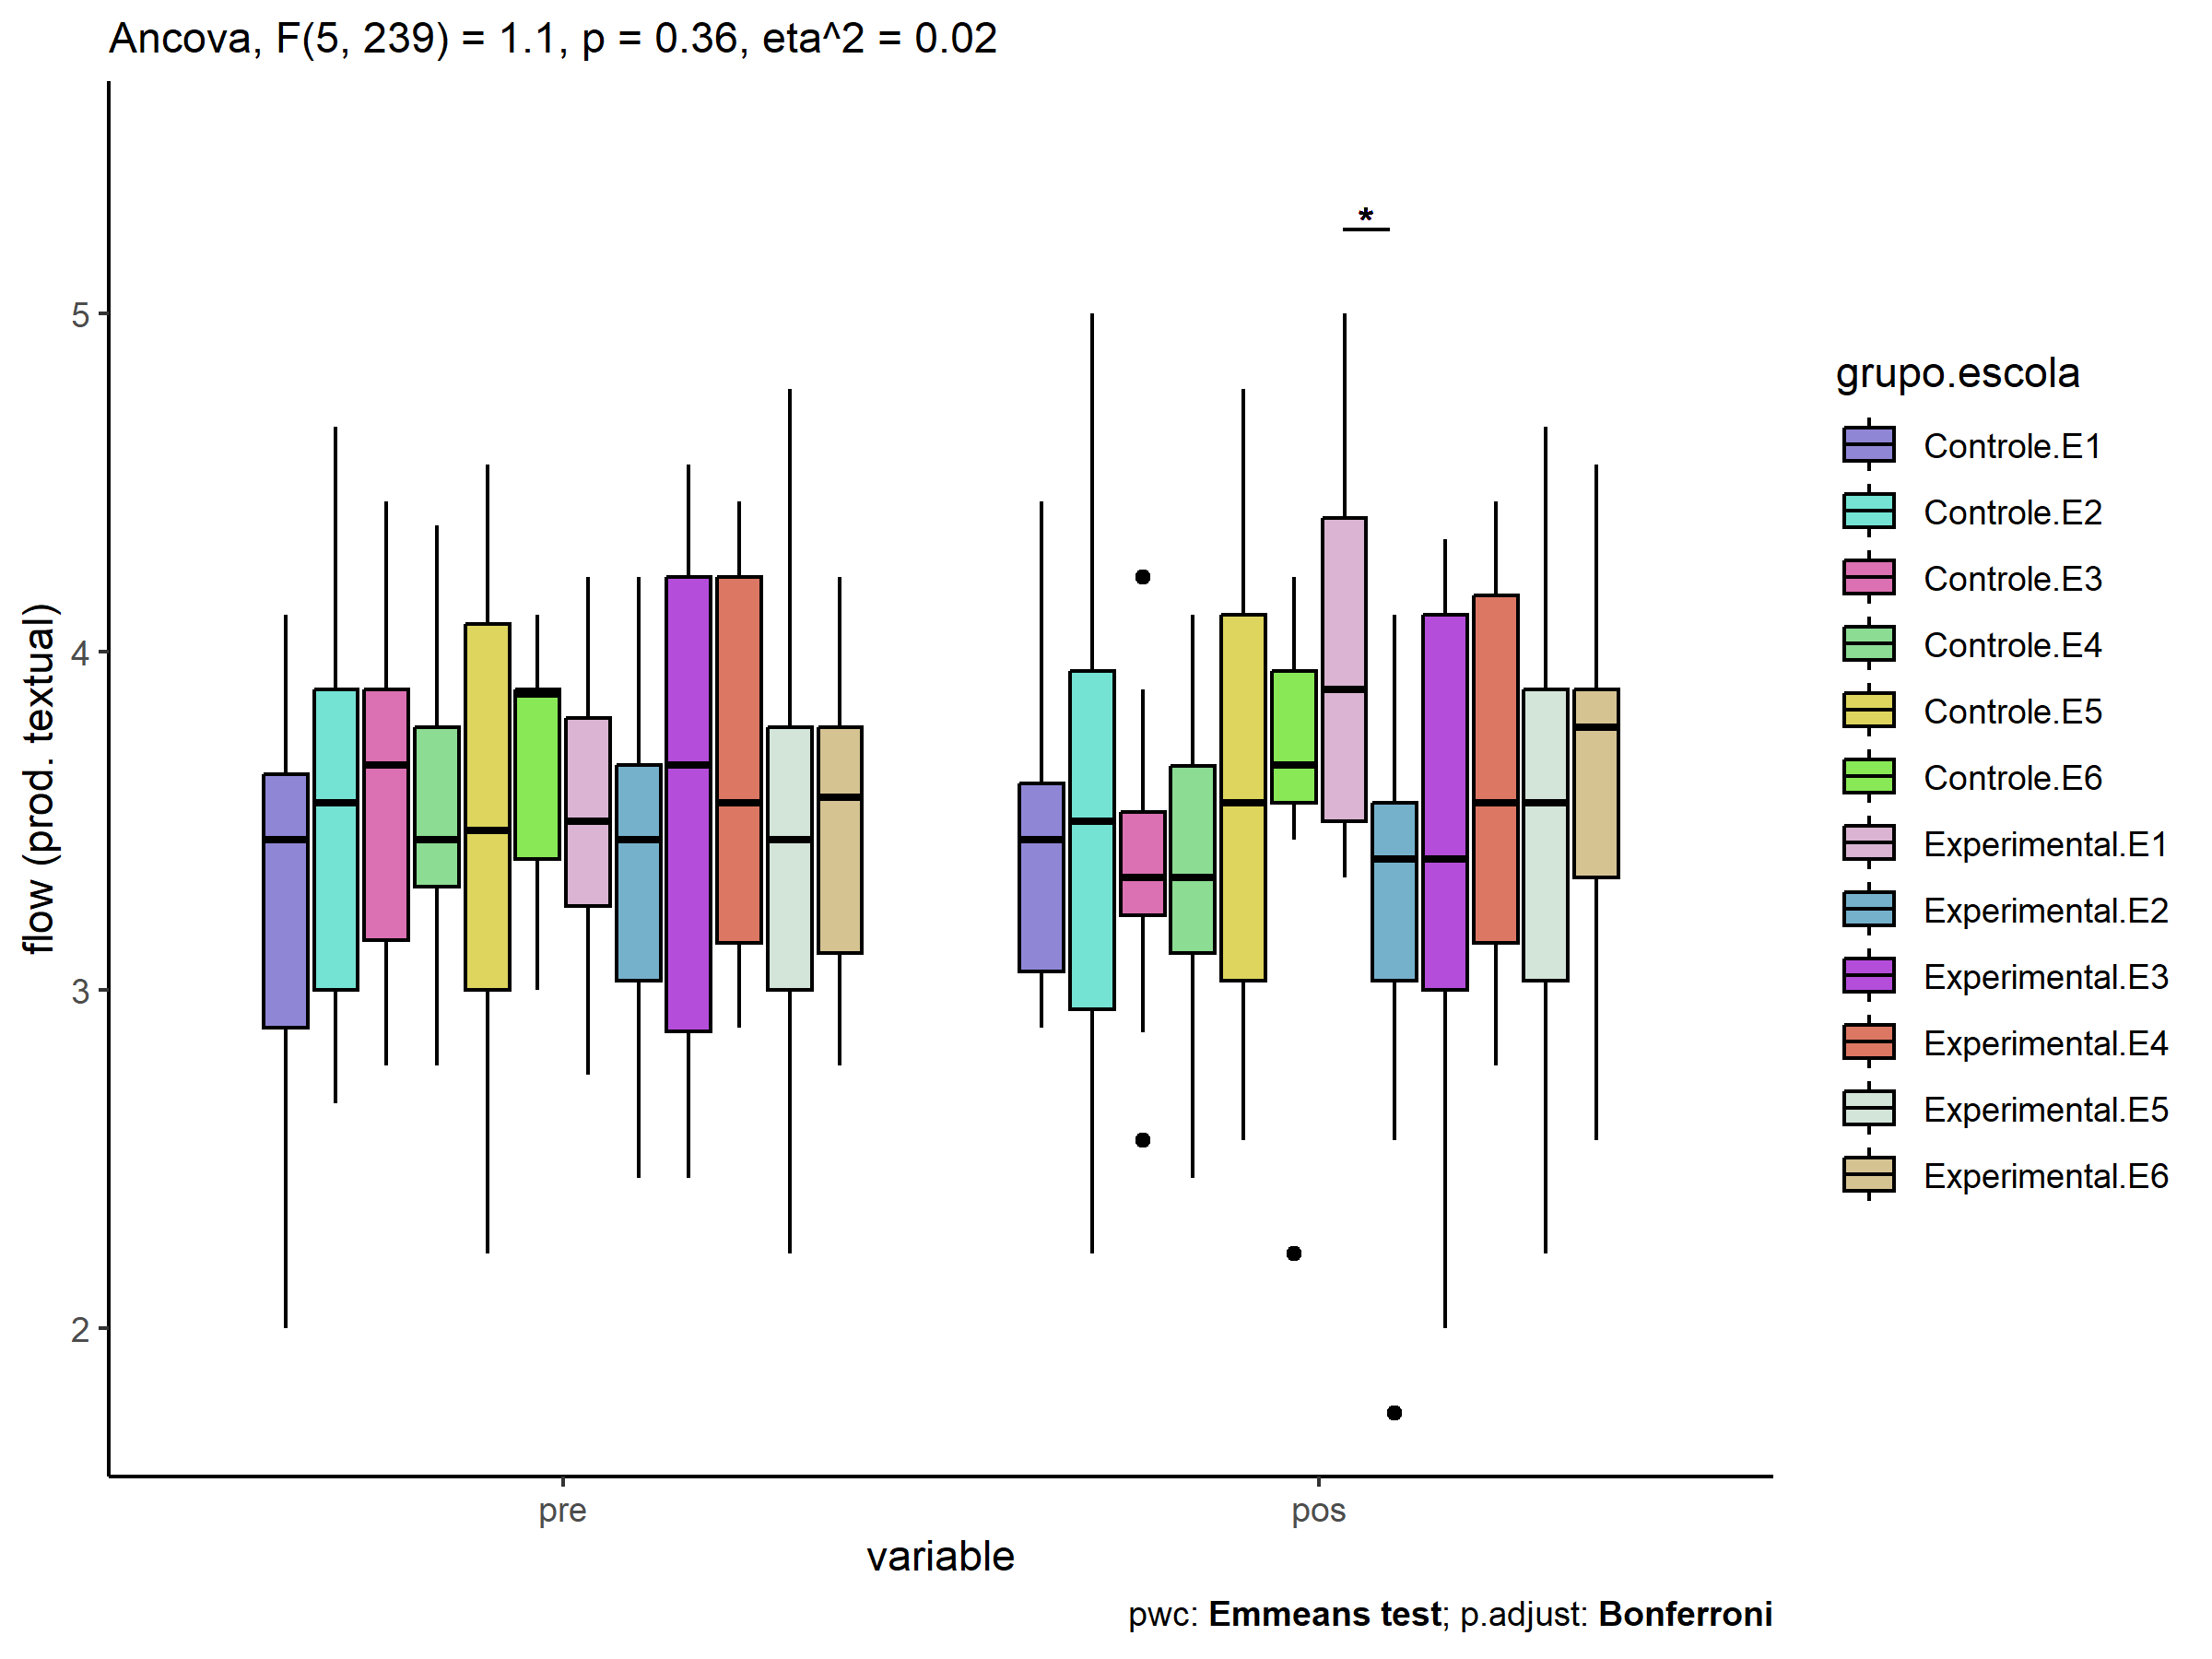 Ancova, F(5, 239) = 1.1, p = 0.36, eta^2 = 0.02
*
5
4
3
2
flow (prod. textual)
pre
pos
variable
grupo.escola
Controle.E1
Controle.E2
Controle.E3
Controle.E4
Controle.E5
Controle.E6
Experimental.E1
Experimental.E2
Experimental.E3
Experimental.E4
Experimental.E5
Experimental.E6
pwc: Emmeans test; p.adjust: Bonferroni